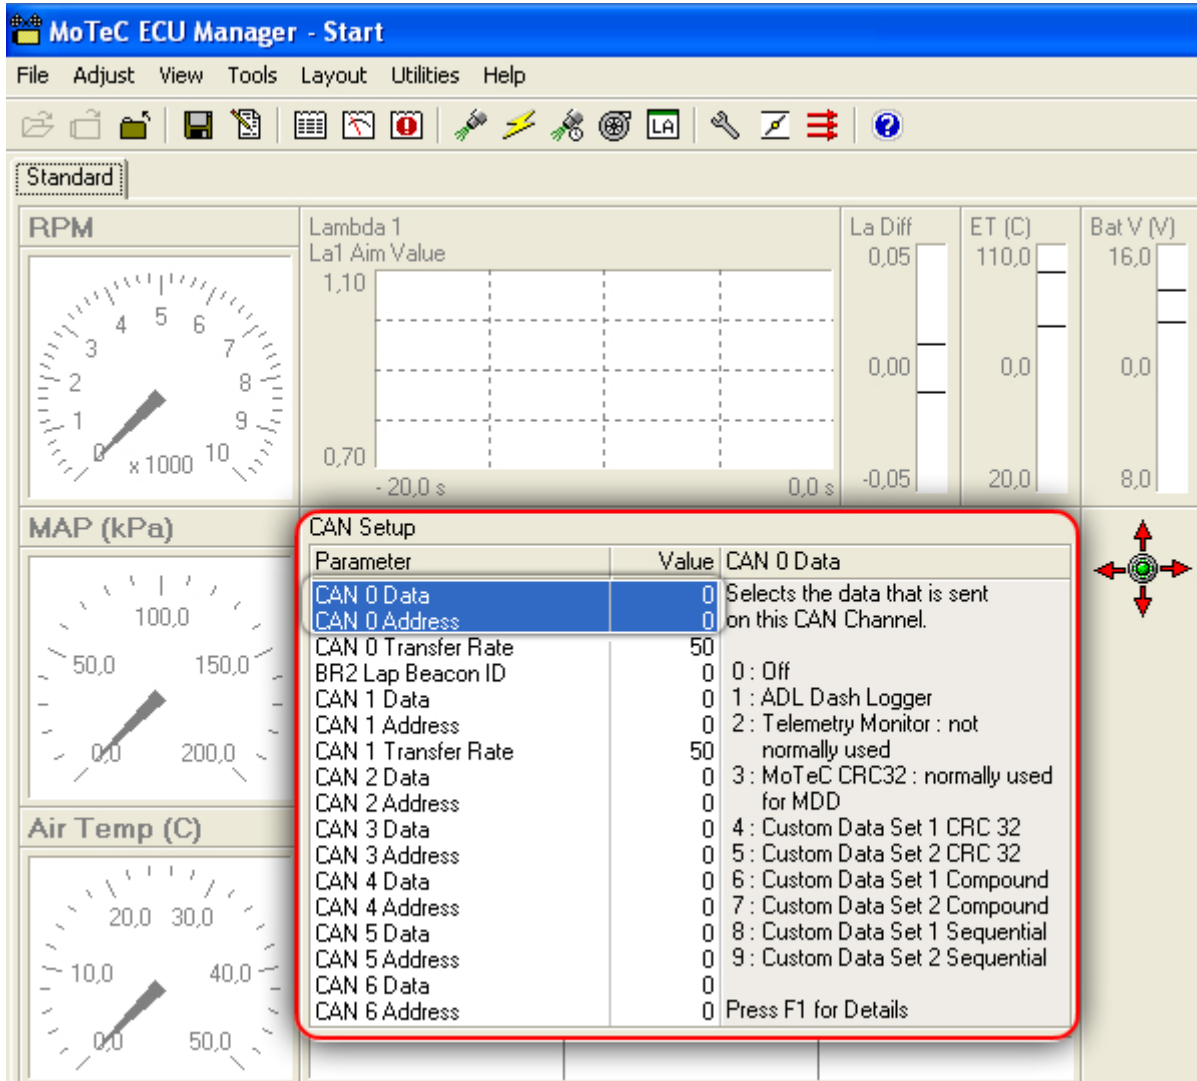 MoTeC ECU Manager - Start
File Adjust View Tools Layout Utilities Help
LA
Standard
RPM
0 1 2 3 4 5 6 7 8 9 10
x 1000
Lambda 1
La1 Aim Value
1,10
0,70
- 20,0 s
0,0 s
La Diff
0,05
0,00
-0,05
ET (C)
110,0
0,0
20,0
Bat V (V)
16,0
0,0
8,0
MAP (kPa)
100,0
50,0 150,0
0,0 200,0
Air Temp (C)
20,0 30,0
10,0 40,0
0,0 50,0
CAN Setup
Parameter Value
CAN 0 Data 0
CAN 0 Address 0
CAN 0 Transfer Rate 50
BR2 Lap Beacon ID 0
CAN 1 Data 0
CAN 1 Address 0
CAN 1 Transfer Rate 50
CAN 2 Data 0
CAN 2 Address 0
CAN 3 Data 0
CAN 3 Address 0
CAN 4 Data 0
CAN 4 Address 0
CAN 5 Data 0
CAN 5 Address 0
CAN 6 Data 0
CAN 6 Address 0
CAN 0 Data
Selects the data that is sent
on this CAN Channel.
0 : Off
1 : ADL Dash Logger
2 : Telemetry Monitor : not
normally used
3 : MoTeC CRC32 : normally used
for MDD
4 : Custom Data Set 1 CRC 32
5 : Custom Data Set 2 CRC 32
6 : Custom Data Set 1 Compound
7 : Custom Data Set 2 Compound
8 : Custom Data Set 1 Sequential
9 : Custom Data Set 2 Sequential
Press F1 for Details